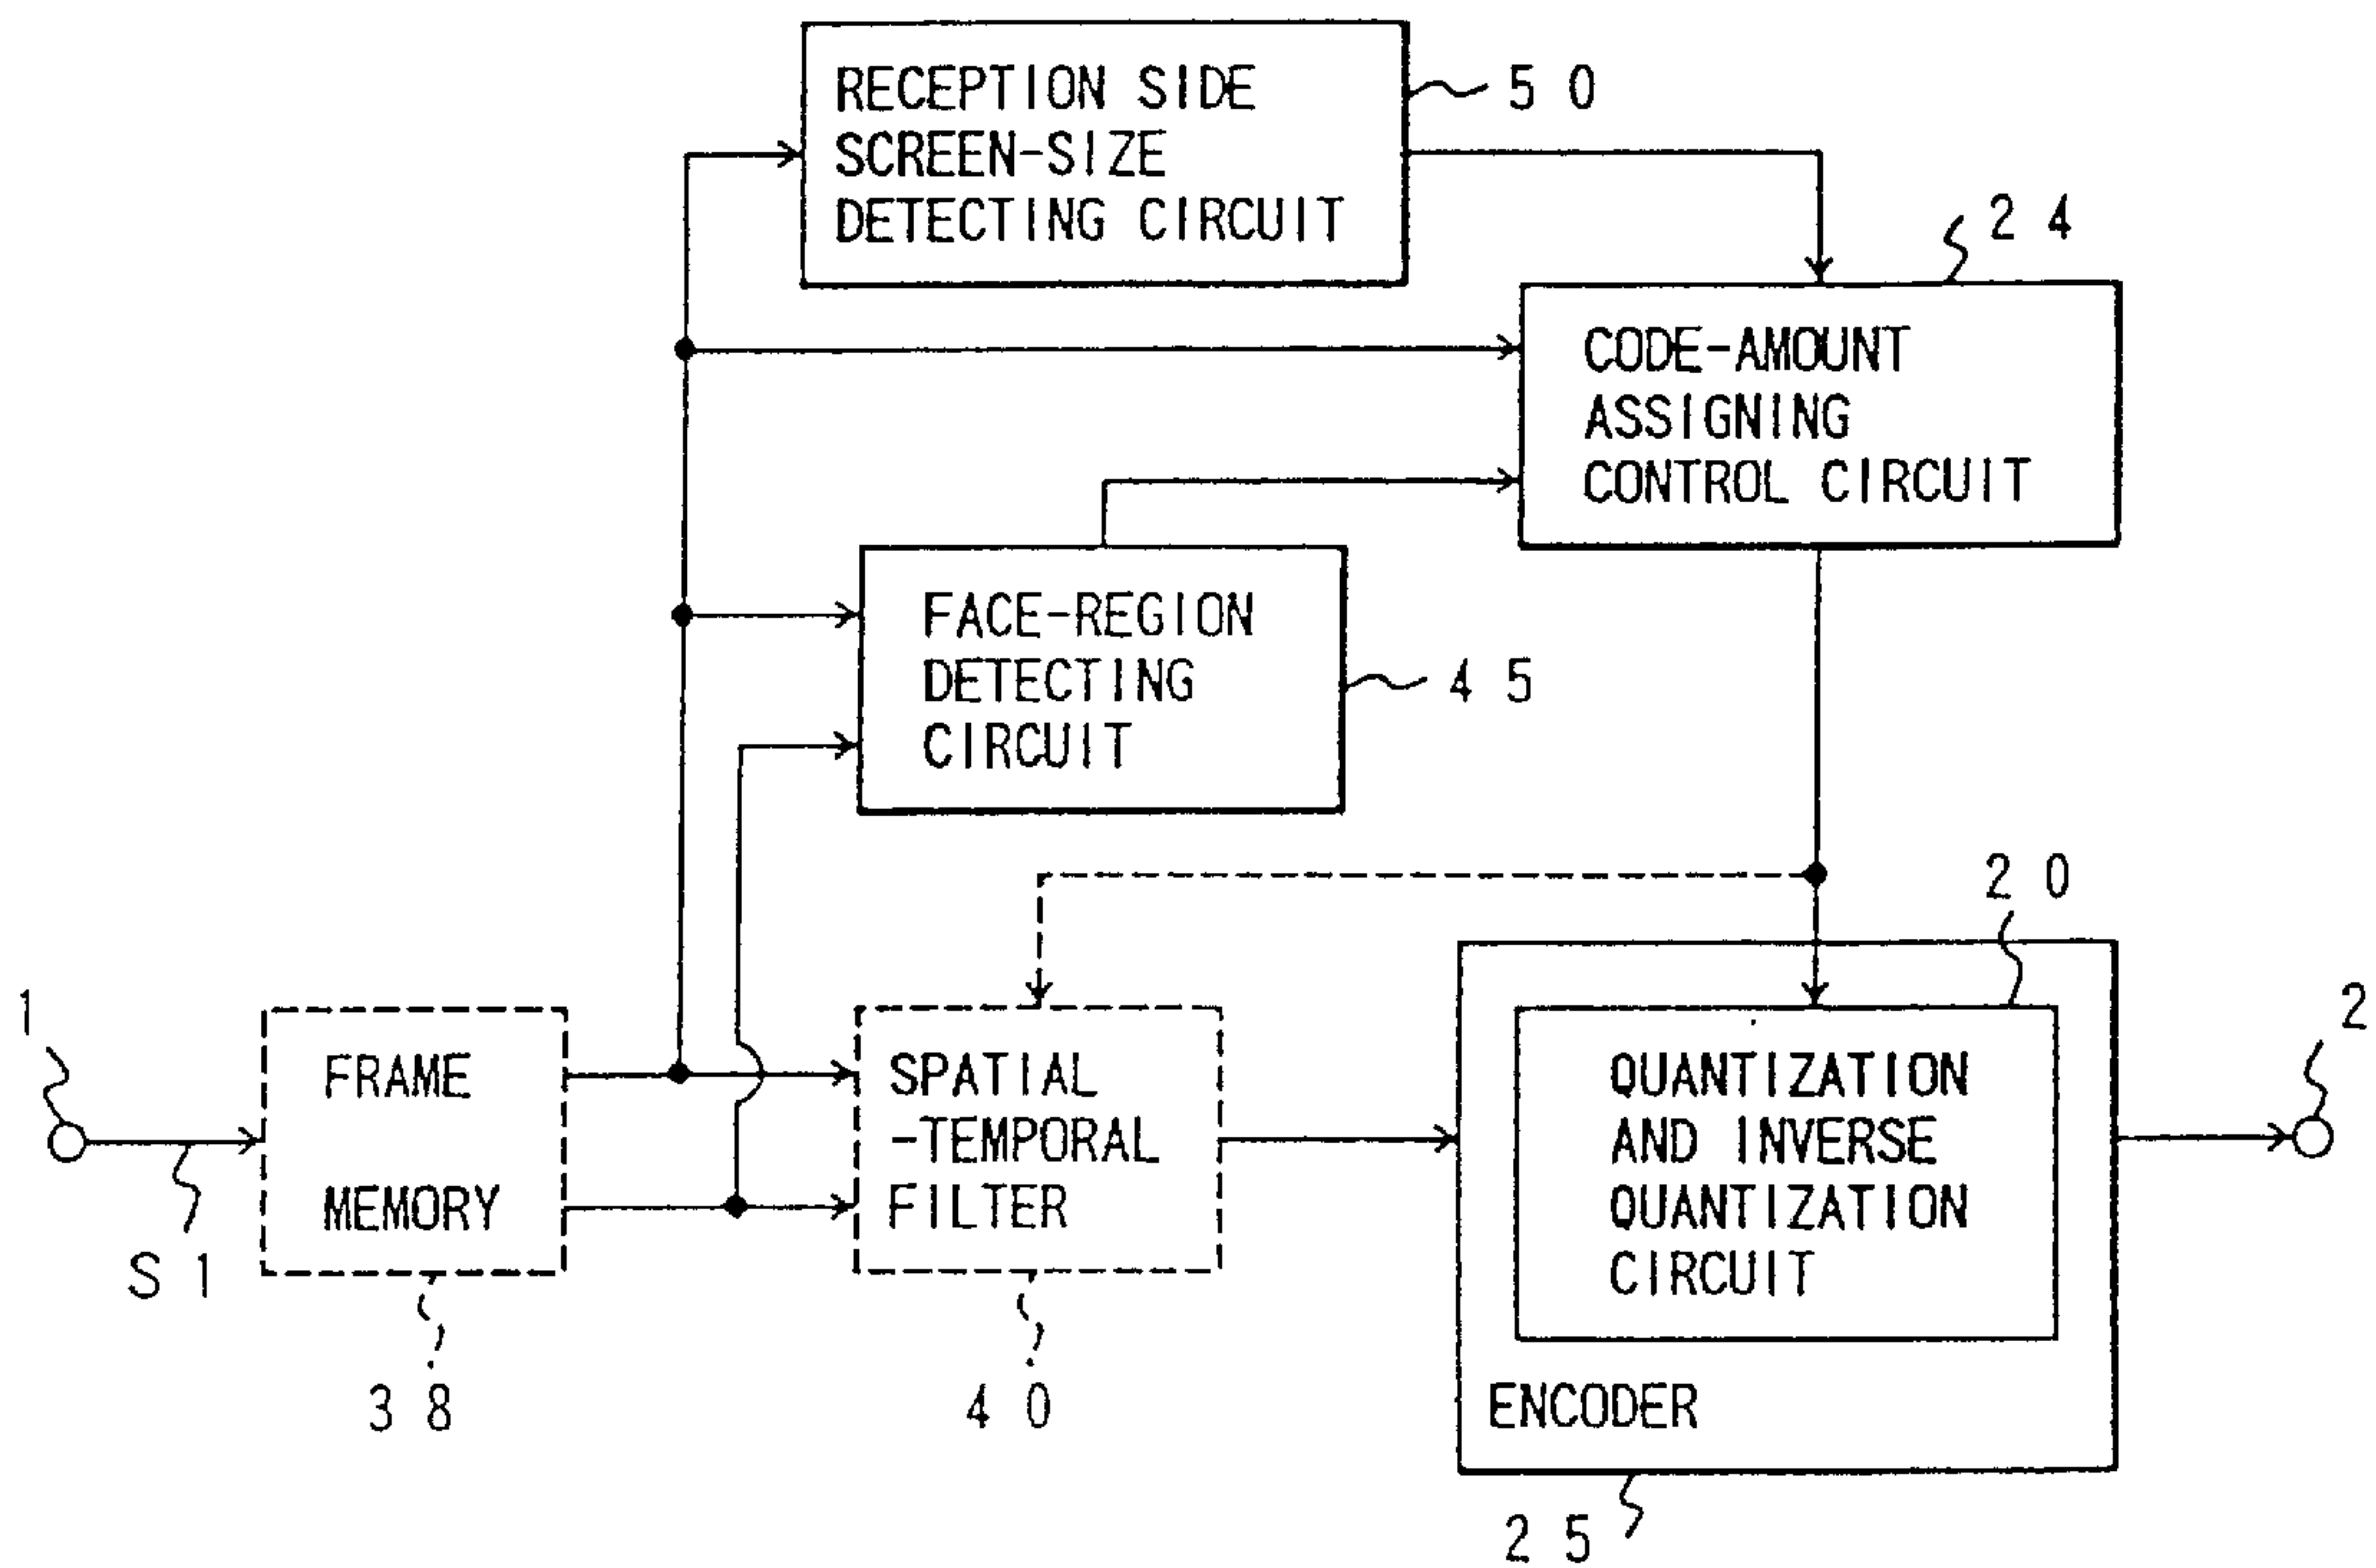 RECEPTION SIDE
SCREEN-SIZE
DETECTING CIRCUIT
50
24
CODE-AMOUNT
ASSIGNING
CONTROL CIRCUIT
FACE-REGION
DETECTING
CIRCUIT
45
20
1
S1
FRAME
MEMORY
38
SPATIAL
-TEMPORAL
FILTER
40
QUANTIZATION
AND INVERSE
QUANTIZATION
CIRCUIT
ENCODER
25
2